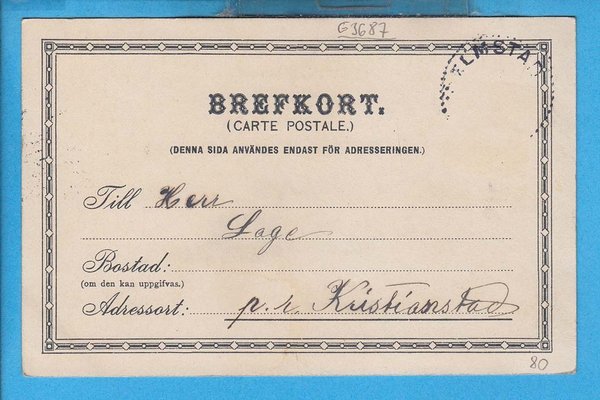 G3687
ALMSTAD
BREFKORT.
(CARTE POSTALE.)
(DENNA SIDA ANVÄNDES ENDAST FÖR ADRESSERINGEN.)
Till Herr
Lage
Bostad:
(om den kan uppgifvas.)
Adressort: p. r. Kristianstad
80